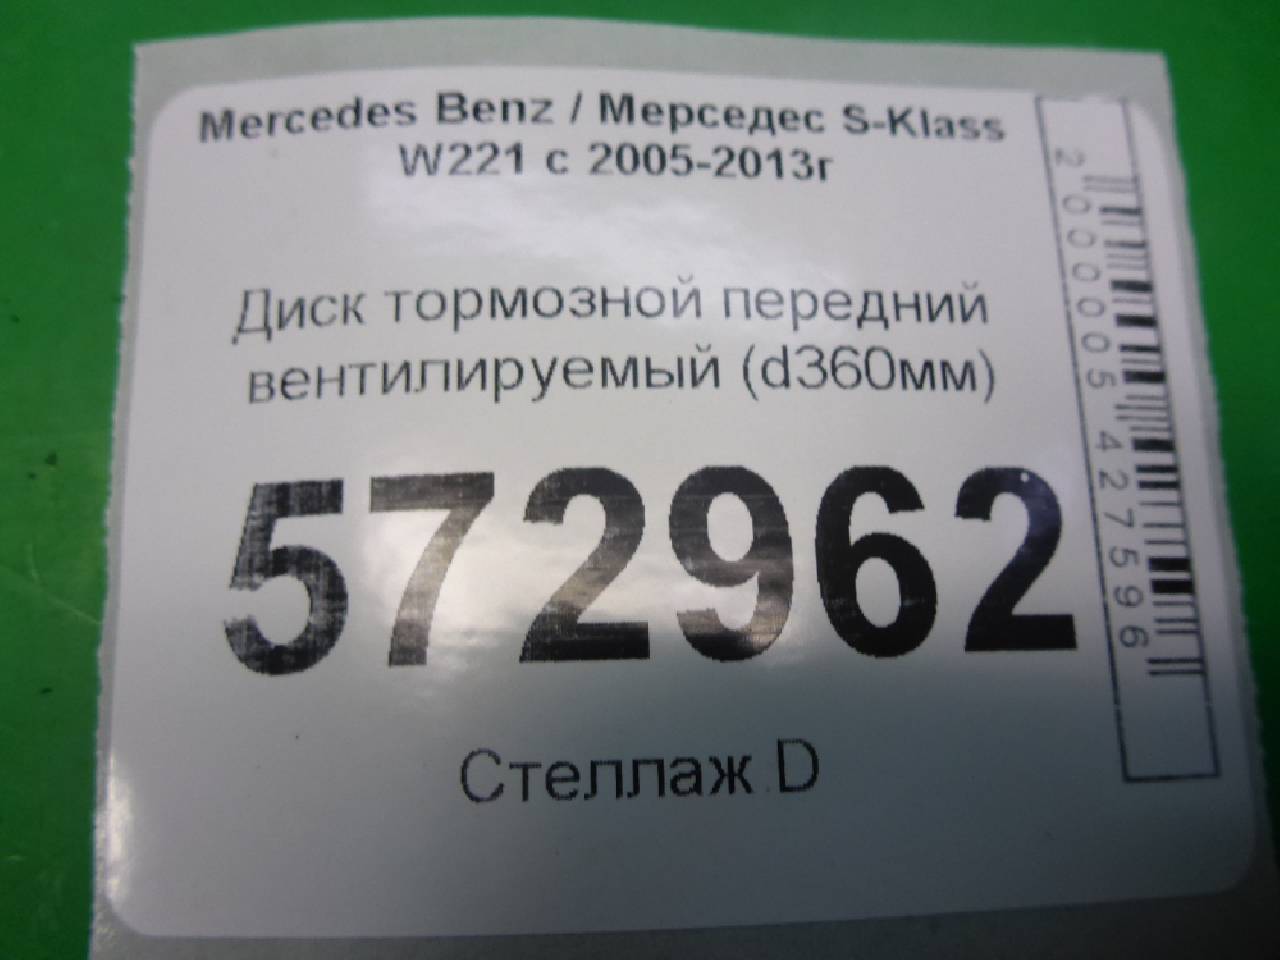 Mercedes Benz / Мерседес S-Klass
W221 с 2005-2013г
Диск тормозной передний
вентилируемый (d360мм)
572962
Стеллаж D
2000005427596